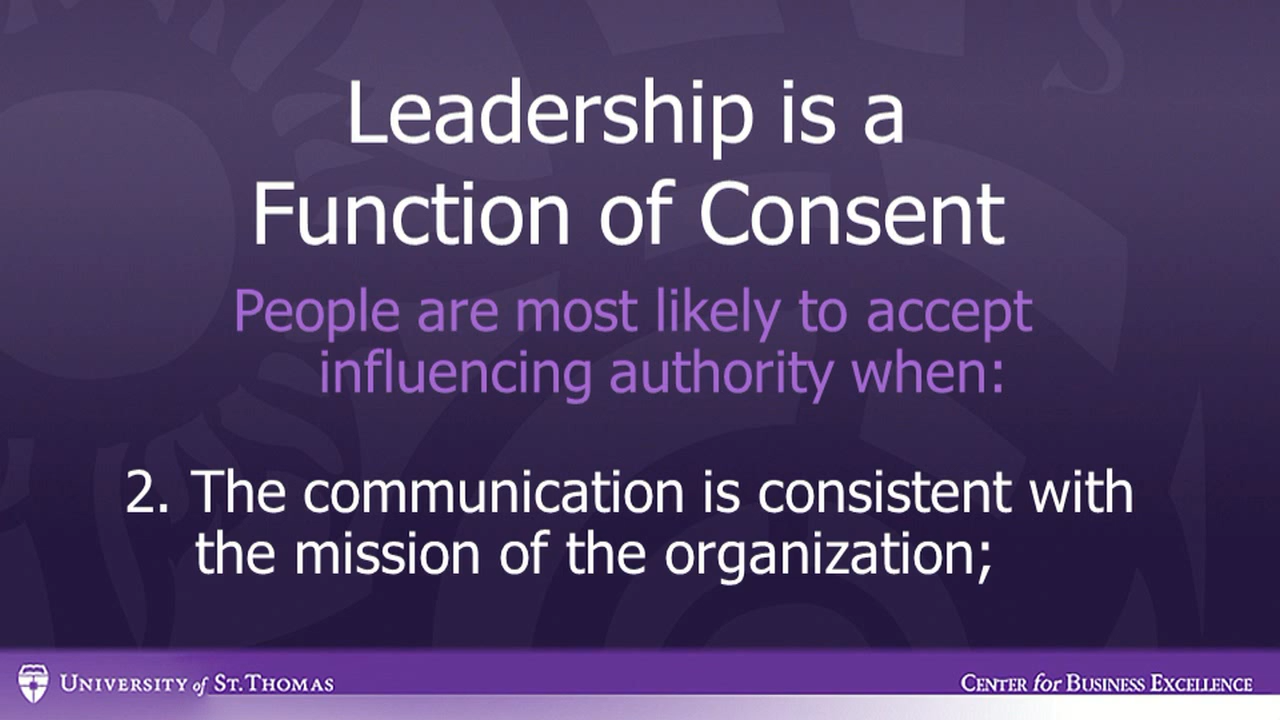 Leadership is a
Function of Consent
People are most likely to accept
influencing authority when:
2. The communication is consistent with
the mission of the organization;
UNIVERSITY of ST. THOMAS
CENTER for BUSINESS EXCELLENCE